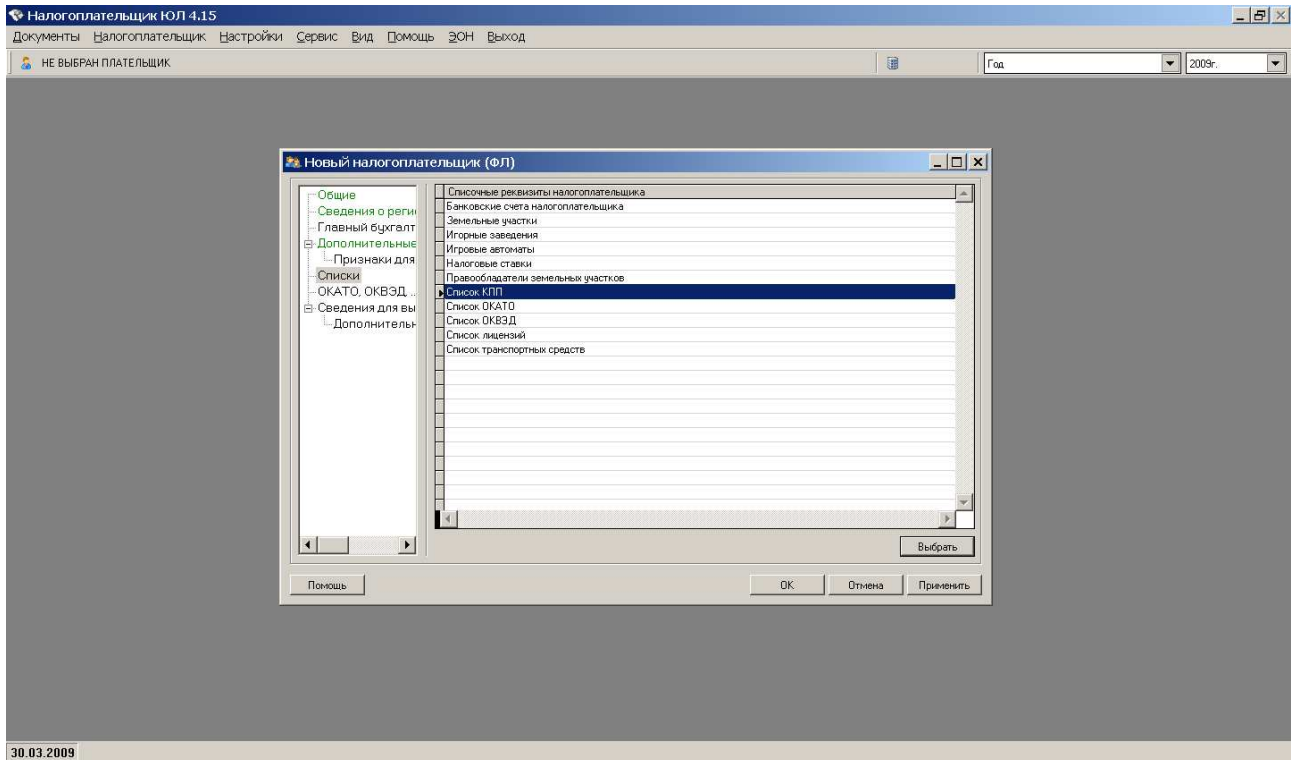 Налогоплательщик ЮЛ 4.15
Документы Налогоплательщик Настройки Сервис Вид Помощь ЭОН Выход
НЕ ВЫБРАН ПЛАТЕЛЬЩИК Год 2009г.
Новый налогоплательщик (ФЛ)
Общие
Сведения о реги
Главный бухгалт
Дополнительные
Признаки для
Списки
ОКАТО, ОКВЭД, ..
Сведения для вы
Дополнительн
Списочные реквизиты налогоплательщика
Банковские счета налогоплательщика
Земельные участки
Игорные заведения
Игровые автоматы
Налоговые ставки
Правообладатели земельных участков
Список КПП
Список ОКАТО
Список ОКВЭД
Список лицензий
Список транспортных средств
Выбрать
Помощь ОК Отмена Применить
30.03.2009